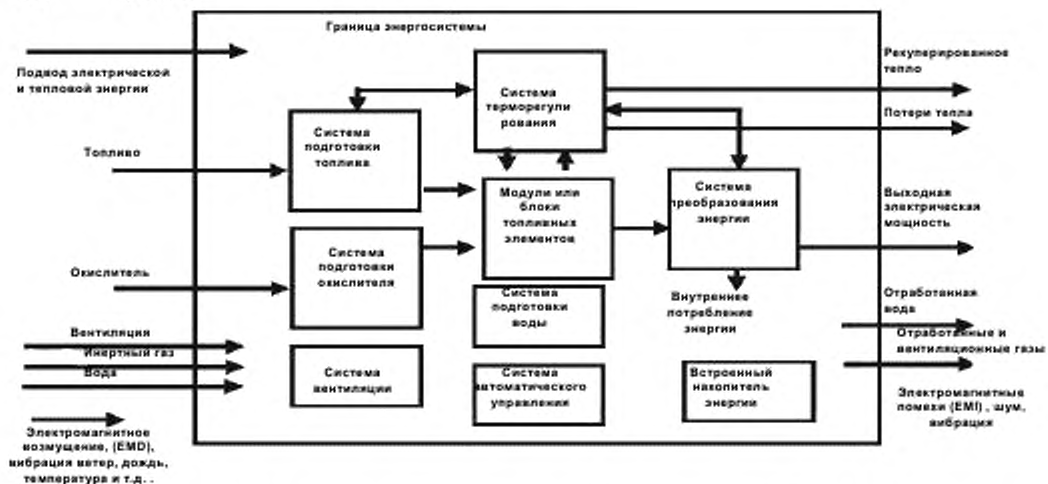 Граница энергосистемы
Подвод электрической
и тепловой энергии
Топливо
Окислитель
Вентиляция
Инертный газ
Вода
Электромагнитное
возмущение, (EMD),
вибрация ветер, дождь,
температура и т.д. .
Система
подготовки
топлива
Система
подготовки
окислителя
Система
вентиляции
Система
терморегули
рования
Модули или
блоки
топливных
элементов
Система
подготовки
воды
Система
автоматического
управления
Система
преобразования
энергии
Внутреннее
потребление
энергии
Встроенный
накопитель
энергии
Рекуперированное
тепло
Потери тепла
Выходная
электрическая
мощность
Отработанная
вода
Отработанные и
вентиляционные газы
Электромагнитные
помехи (EMI) , шум,
вибрация